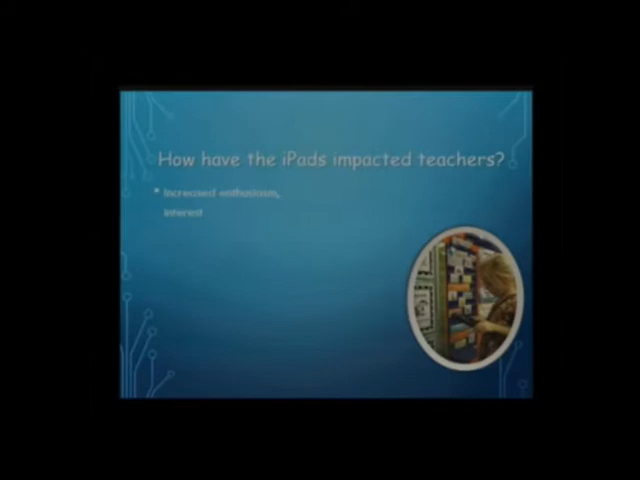 How have the iPads impacted teachers?
Increased enthusiasm,
interest